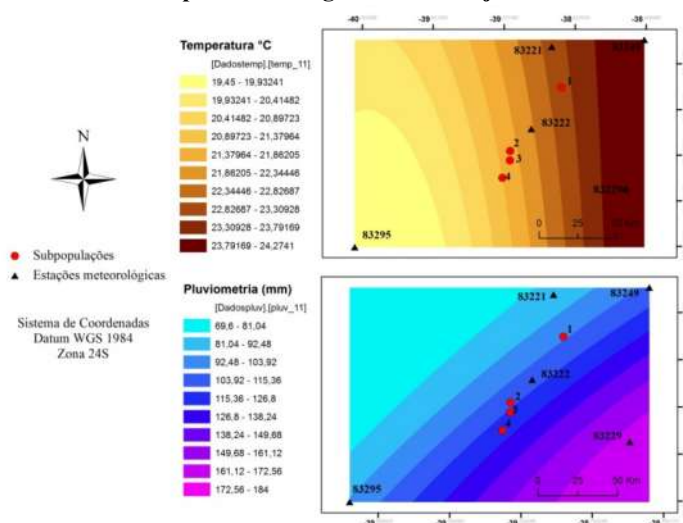 Temperatura °C
[Dadostemp].[temp_11]
19,45 - 19,93241
19,93241 - 20,41482
20,41482 - 20,89723
20,89723 - 21,37964
21,37964 - 21,86205
21,86205 - 22,34446
22,34446 - 22,82687
22,82687 - 23,30928
23,30928 - 23,79169
23,79169 - 24,2741
83221
1
83222
2
3
4
83295
0 25
N
Subpopulações
Estações meteorológicas
Sistema de Coordenadas
Datum WGS 1984
Zona 24S
Pluviometria (mm)
[Dadospluv].[pluv_11]
69,6 - 81,04
81,04 - 92,48
92,48 - 103,92
103,92 - 115,36
115,36 - 126,8
126,8 - 138,24
138,24 - 149,68
149,68 - 161,12
161,12 - 172,56
172,56 - 184
83221
83249
1
83222
2
4
83229
83295
0 25 50 Km